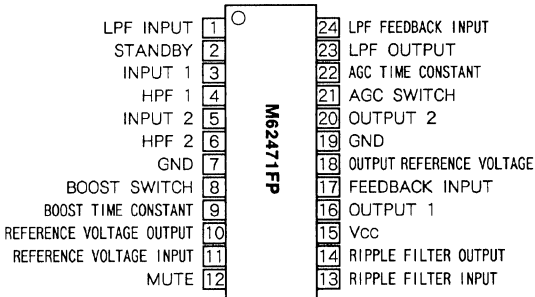 LPF INPUT 1
STANDBY 2
INPUT 1 3
HPF 1 4
INPUT 2 5
HPF 2 6
GND 7
BOOST SWITCH 8
BOOST TIME CONSTANT 9
REFERENCE VOLTAGE OUTPUT 10
REFERENCE VOLTAGE INPUT 11
MUTE 12
M62471FP
24 LPF FEEDBACK INPUT
23 LPF OUTPUT
22 AGC TIME CONSTANT
21 AGC SWITCH
20 OUTPUT 2
19 GND
18 OUTPUT REFERENCE VOLTAGE
17 FEEDBACK INPUT
16 OUTPUT 1
15 Vcc
14 RIPPLE FILTER OUTPUT
13 RIPPLE FILTER INPUT